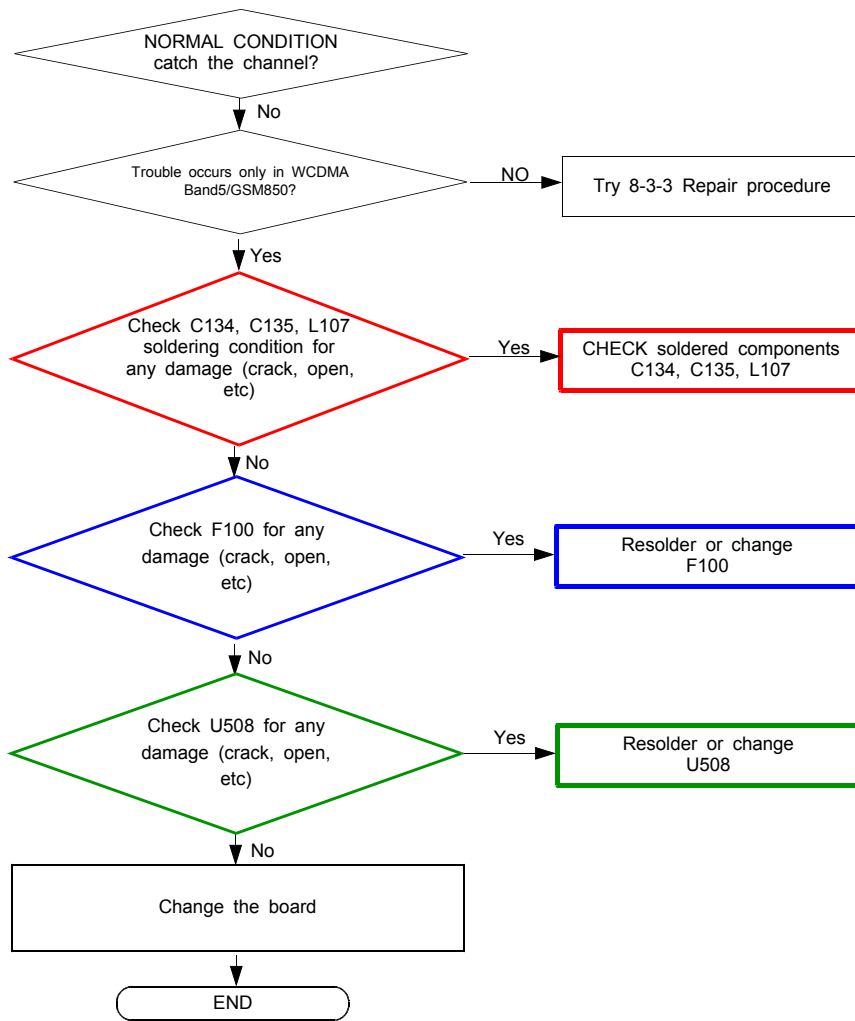 NORMAL CONDITION
catch the channel?
No
Trouble occurs only in WCDMA
Band5/GSM850?
NO
Try 8-3-3 Repair procedure
Yes
Check C134, C135, L107
soldering condition for
any damage (crack, open,
etc)
Yes
CHECK soldered components
C134, C135, L107
No
Check F100 for any
damage (crack, open,
etc)
Yes
Resolder or change
F100
No
Check U508 for any
damage (crack, open,
etc)
Yes
Resolder or change
U508
No
Change the board
END